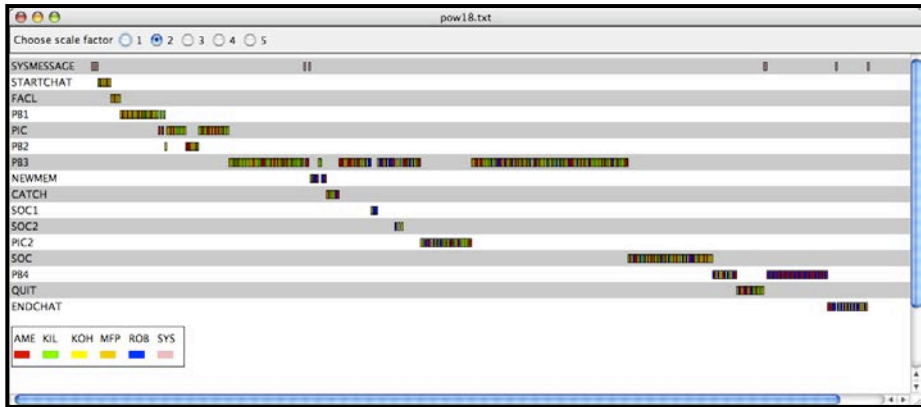 pow18.txt
Choose scale factor 1 2 3 4 5
SYSMESSAGE
STARTCHAT
FACL
PB1
PIC
PB2
PB3
NEWMEM
CATCH
SOC1
SOC2
PIC2
SOC
PB4
QUIT
ENDCHAT
AME KIL KOH MFP ROB SYS